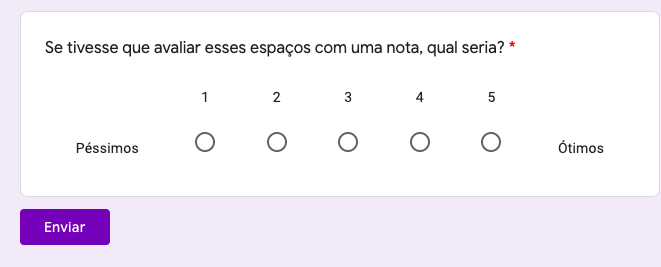 Se tivesse que avaliar esses espaços com uma nota, qual seria? *
1 2 3 4 5
Péssimos Ótimos
Enviar